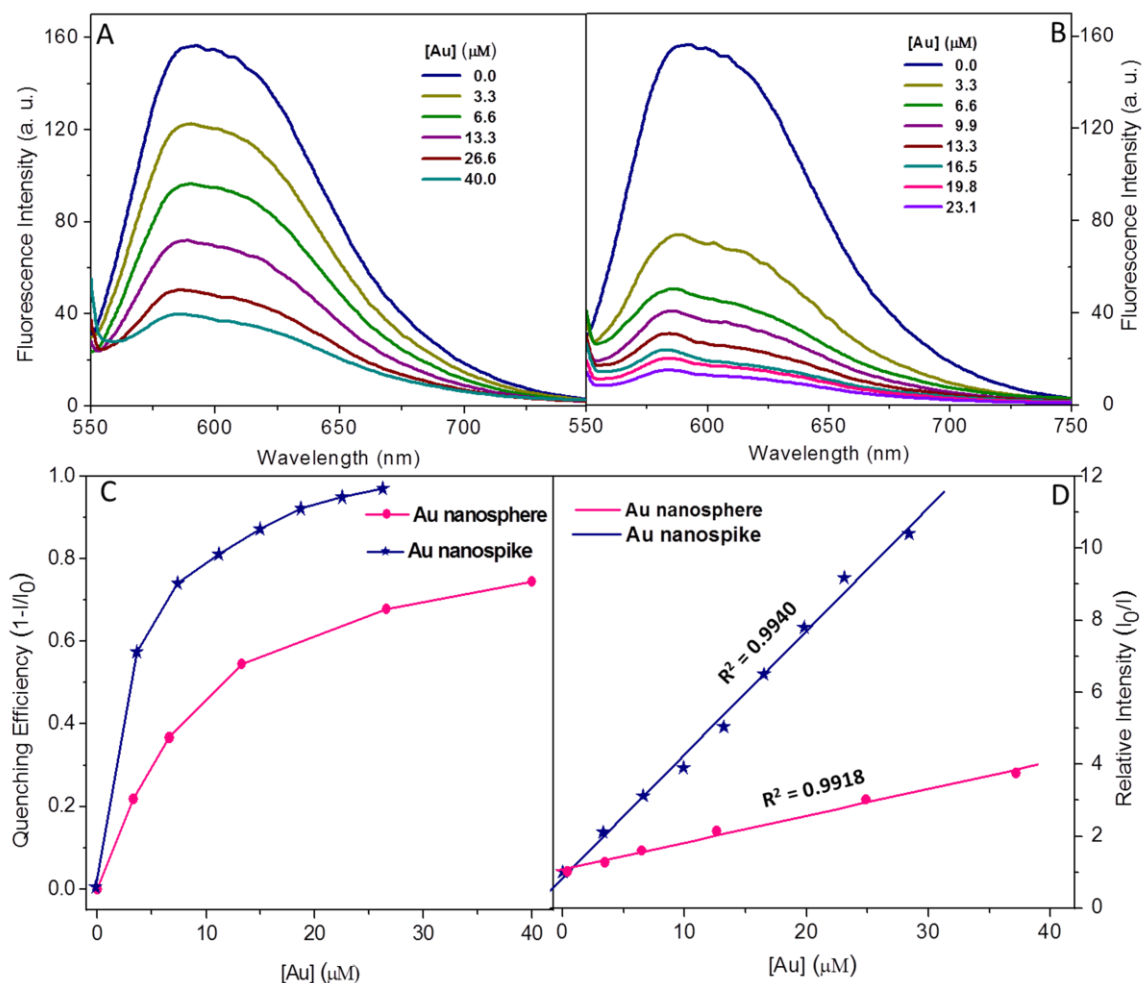 A
[Au] (μM)
0.0
3.3
6.6
13.3
26.6
40.0
Fluorescence Intensity (a. u.)
160
120
80
40
0
550
600
650
700
Wavelength (nm)
B
[Au] (μM)
0.0
3.3
6.6
9.9
13.3
16.5
19.8
23.1
160
120
80
40
0
Fluorescence Intensity (a. u.)
550
600
650
700
750
Wavelength (nm)
C
Au nanosphere
Au nanospike
Quenching Efficiency (1-I/I0)
1.0
0.8
0.6
0.4
0.2
0.0
0
10
20
30
40
[Au] (μM)
D
Au nanosphere
Au nanospike
R² = 0.9940
R² = 0.9918
12
10
8
6
4
2
0
Relative Intensity (I0/I)
0
10
20
30
40
[Au] (μM)